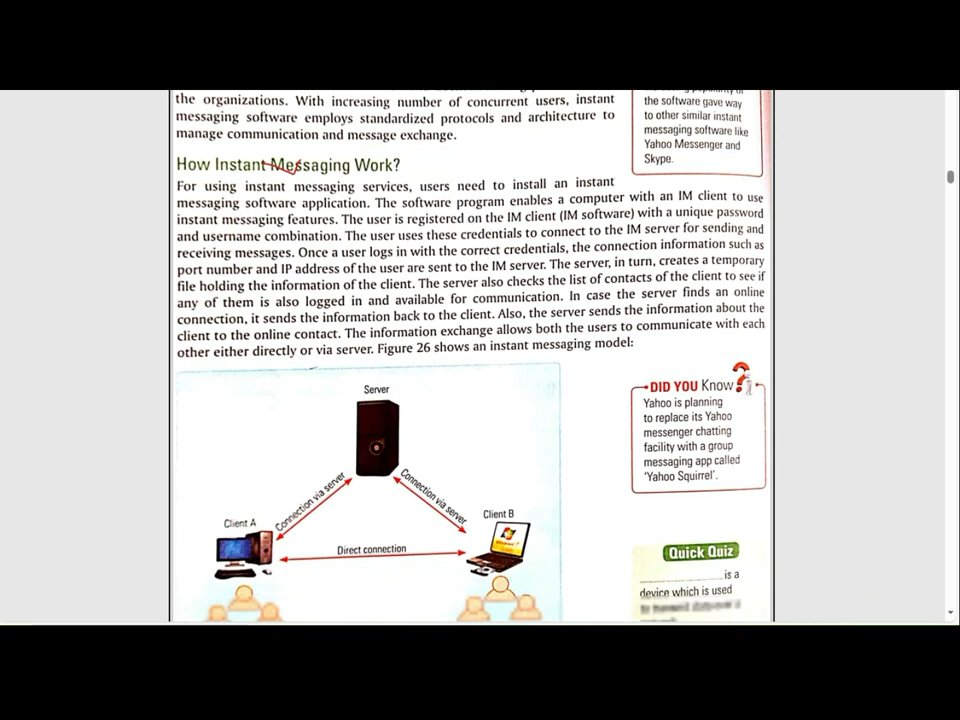 the organizations. With increasing number of concurrent users, instant
messaging software employs standardized protocols and architecture to
manage communication and message exchange.
the software gave way
to other similar instant
messaging software like
Yahoo Messenger and
Skype.
How Instant Messaging Work?
For using instant messaging services, users need to install an instant
messaging software application. The software program enables a computer with an IM client to use
instant messaging features. The user is registered on the IM client (IM software) with a unique password
and username combination. The user uses these credentials to connect to the IM server for sending and
receiving messages. Once a user logs in with the correct credentials, the connection information such as
port number and IP address of the user are sent to the IM server. The server, in turn, creates a temporary
file holding the information of the client. The server also checks the list of contacts of the client to see if
any of them is also logged in and available for communication. In case the server finds an online
connection, it sends the information back to the client. Also, the server sends the information about the
client to the online contact. The information exchange allows both the users to communicate with each
other either directly or via server. Figure 26 shows an instant messaging model:
Server
Connection via server
Connection via server
Client A
Client B
Direct connection
DID YOU Know
Yahoo is planning
to replace its Yahoo
messenger chatting
facility with a group
messaging app called
'Yahoo Squirrel'.
Quick Quiz
____________ is a
device which is used